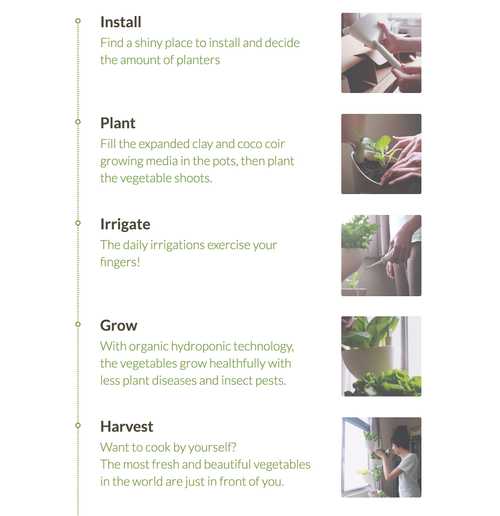 Install
Find a shiny place to install and decide
the amount of planters
Plant
Fill the expanded clay and coco coir
growing media in the pots, then plant
the vegetable shoots.
Irrigate
The daily irrigations exercise your
fingers!
Grow
With organic hydroponic technology,
the vegetables grow healthfully with
less plant diseases and insect pests.
Harvest
Want to cook by yourself?
The most fresh and beautiful vegetables
in the world are just in front of you.